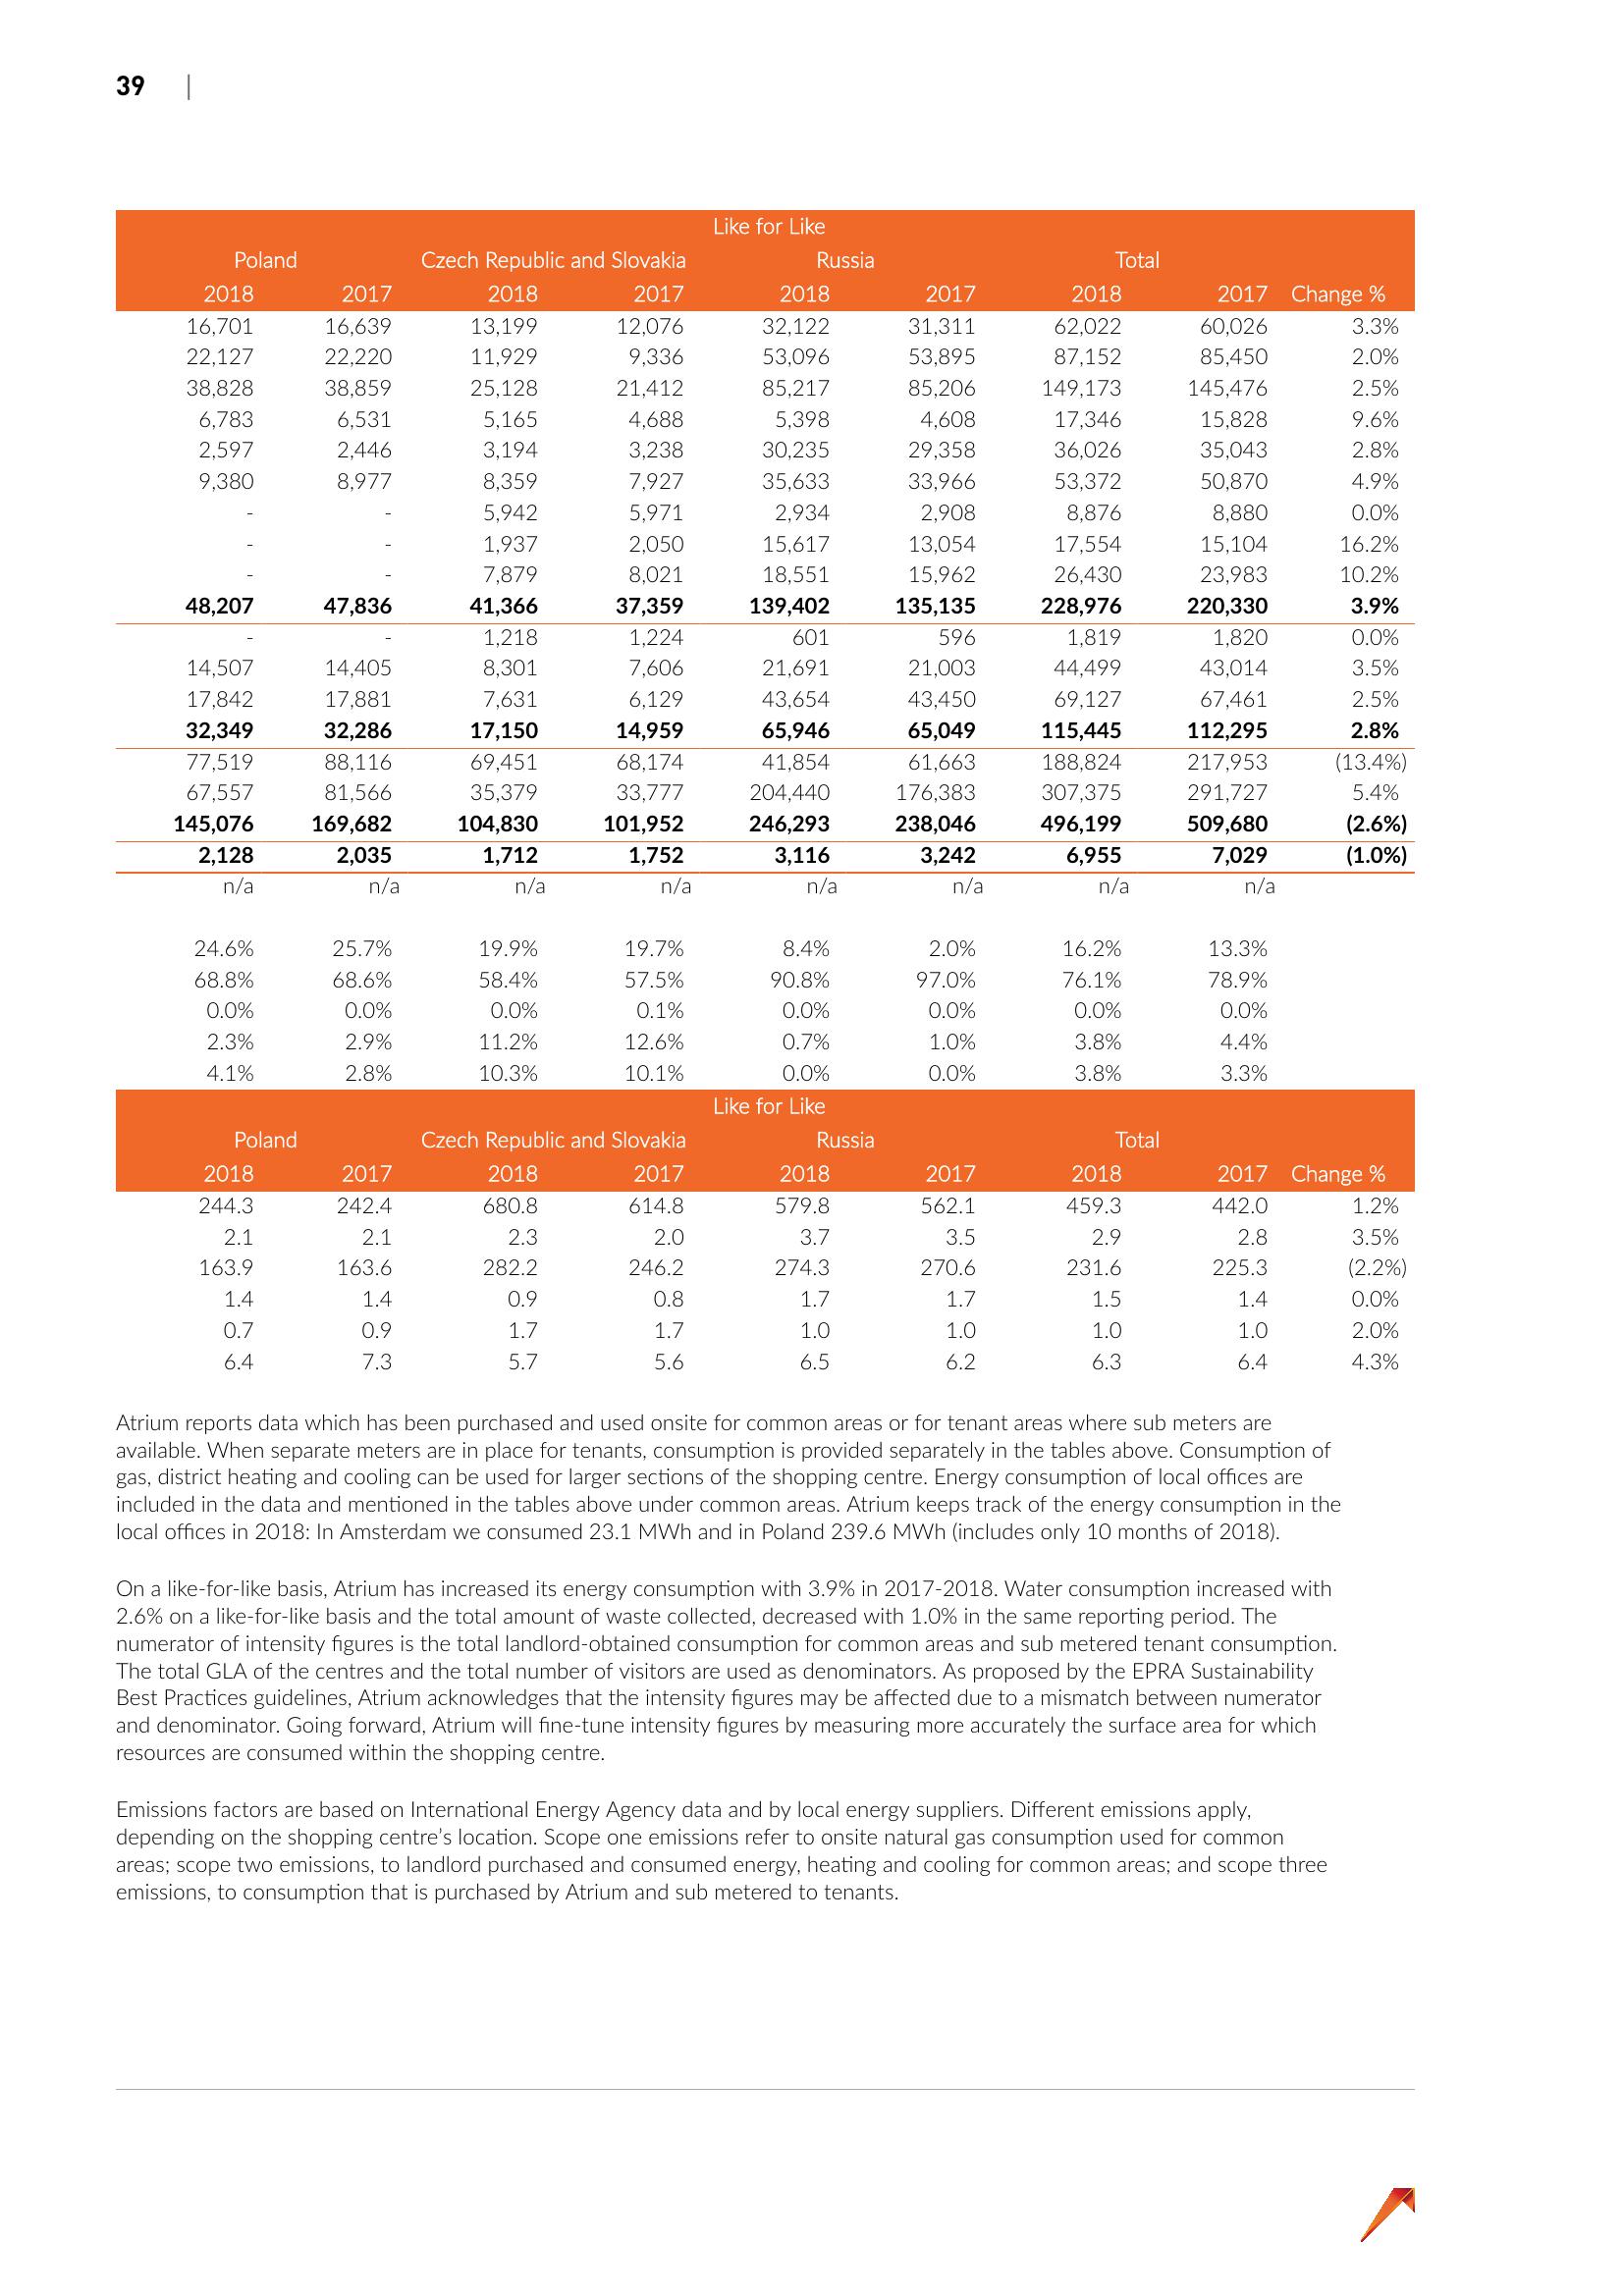 39 |
Like for Like
Poland Czech Republic and Slovakia Russia Total
2018 2017 2018 2017 2018 2017 2018 2017 Change %
16,701 16,639 13,199 12,076 32,122 31,311 62,022 60,026 3.3%
22,127 22,220 11,929 9,336 53,096 53,895 87,152 85,450 2.0%
38,828 38,859 25,128 21,412 85,217 85,206 149,173 145,476 2.5%
6,783 6,531 5,165 4,688 5,398 4,608 17,346 15,828 9.6%
2,597 2,446 3,194 3,238 30,235 29,358 36,026 35,043 2.8%
9,380 8,977 8,359 7,927 35,633 33,966 53,372 50,870 4.9%
- - 5,942 5,971 2,934 2,908 8,876 8,880 0.0%
- - 1,937 2,050 15,617 13,054 17,554 15,104 16.2%
- - 7,879 8,021 18,551 15,962 26,430 23,983 10.2%
48,207 47,836 41,366 37,359 139,402 135,135 228,976 220,330 3.9%
- - 1,218 1,224 601 596 1,819 1,820 0.0%
14,507 14,405 8,301 7,606 21,691 21,003 44,499 43,014 3.5%
17,842 17,881 7,631 6,129 43,654 43,450 69,127 67,461 2.5%
32,349 32,286 17,150 14,959 65,946 65,049 115,445 112,295 2.8%
77,519 88,116 69,451 68,174 41,854 61,663 188,824 217,953 (13.4%)
67,557 81,566 35,379 33,777 204,440 176,383 307,375 291,727 5.4%
145,076 169,682 104,830 101,952 246,293 238,046 496,199 509,680 (2.6%)
2,128 2,035 1,712 1,752 3,116 3,242 6,955 7,029 (1.0%)
n/a n/a n/a n/a n/a n/a n/a n/a
24.6% 25.7% 19.9% 19.7% 8.4% 2.0% 16.2% 13.3%
68.8% 68.6% 58.4% 57.5% 90.8% 97.0% 76.1% 78.9%
0.0% 0.0% 0.0% 0.1% 0.0% 0.0% 0.0% 0.0%
2.3% 2.9% 11.2% 12.6% 0.7% 1.0% 3.8% 4.4%
4.1% 2.8% 10.3% 10.1% 0.0% 0.0% 3.8% 3.3%
Like for Like
Poland Czech Republic and Slovakia Russia Total
2018 2017 2018 2017 2018 2017 2018 2017 Change %
244.3 242.4 680.8 614.8 579.8 562.1 459.3 442.0 1.2%
2.1 2.1 2.3 2.0 3.7 3.5 2.9 2.8 3.5%
163.9 163.6 282.2 246.2 274.3 270.6 231.6 225.3 (2.2%)
1.4 1.4 0.9 0.8 1.7 1.7 1.5 1.4 0.0%
0.7 0.9 1.7 1.7 1.0 1.0 1.0 1.0 2.0%
6.4 7.3 5.7 5.6 6.5 6.2 6.3 6.4 4.3%
Atrium reports data which has been purchased and used onsite for common areas or for tenant areas where sub meters are
available. When separate meters are in place for tenants, consumption is provided separately in the tables above. Consumption of
gas, district heating and cooling can be used for larger sections of the shopping centre. Energy consumption of local offices are
included in the data and mentioned in the tables above under common areas. Atrium keeps track of the energy consumption in the
local offices in 2018: In Amsterdam we consumed 23.1 MWh and in Poland 239.6 MWh (includes only 10 months of 2018).
On a like-for-like basis, Atrium has increased its energy consumption with 3.9% in 2017-2018. Water consumption increased with
2.6% on a like-for-like basis and the total amount of waste collected, decreased with 1.0% in the same reporting period. The
numerator of intensity figures is the total landlord-obtained consumption for common areas and sub metered tenant consumption.
The total GLA of the centres and the total number of visitors are used as denominators. As proposed by the EPRA Sustainability
Best Practices guidelines, Atrium acknowledges that the intensity figures may be affected due to a mismatch between numerator
and denominator. Going forward, Atrium will fine-tune intensity figures by measuring more accurately the surface area for which
resources are consumed within the shopping centre.
Emissions factors are based on International Energy Agency data and by local energy suppliers. Different emissions apply,
depending on the shopping centre's location. Scope one emissions refer to onsite natural gas consumption used for common
areas; scope two emissions, to landlord purchased and consumed energy, heating and cooling for common areas; and scope three
emissions, to consumption that is purchased by Atrium and sub metered to tenants.